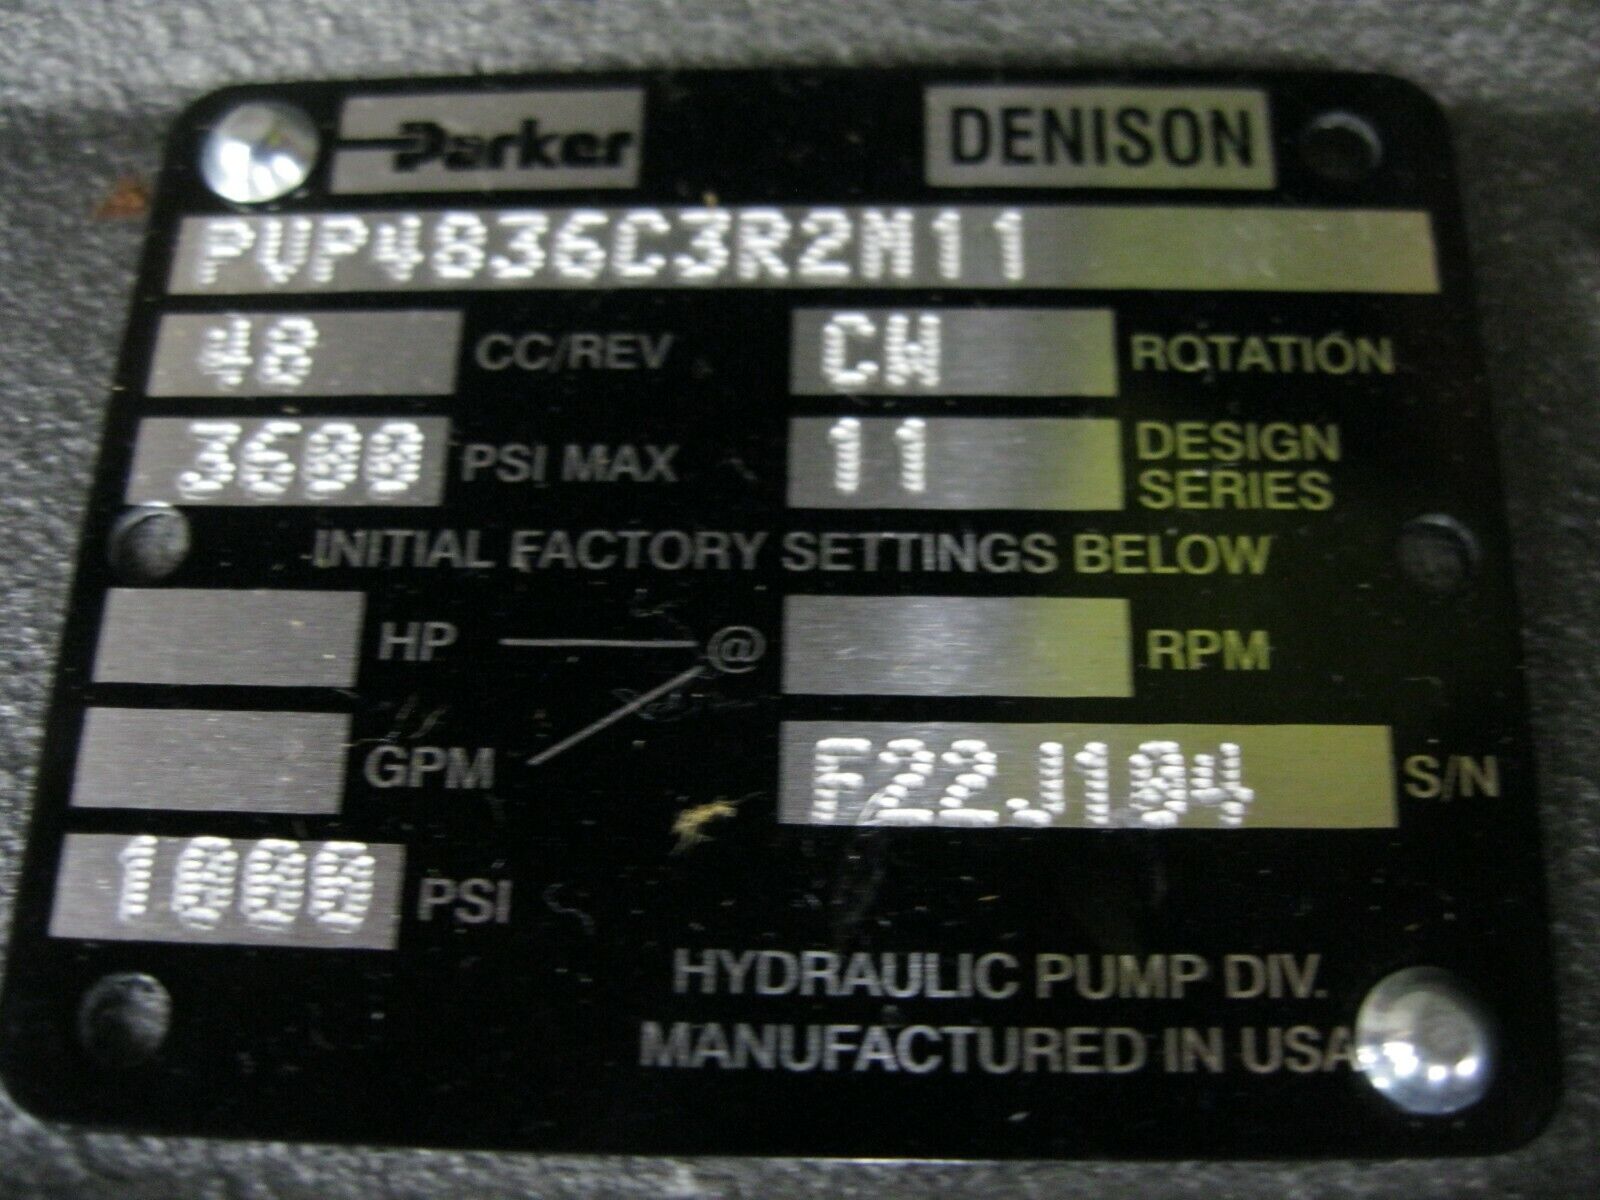 Parker DENISON
PVP4836C3R2M11
48 CC/REV CW ROTATION
3600 PSI MAX 11 DESIGN
SERIES
INITIAL FACTORY SETTINGS BELOW
HP @ RPM
GPM F22J104 S/N
1000 PSI
HYDRAULIC PUMP DIV.
MANUFACTURED IN USA